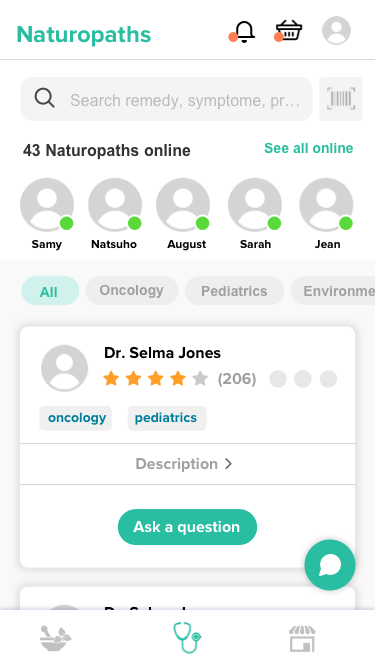 Naturopaths
Search remedy, symptome, pr...
43 Naturopaths online
See all online
Samy
Natsuho
August
Sarah
Jean
All
Oncology
Pediatrics
Environme
Dr. Selma Jones
(206)
oncology
pediatrics
Description >
Ask a question